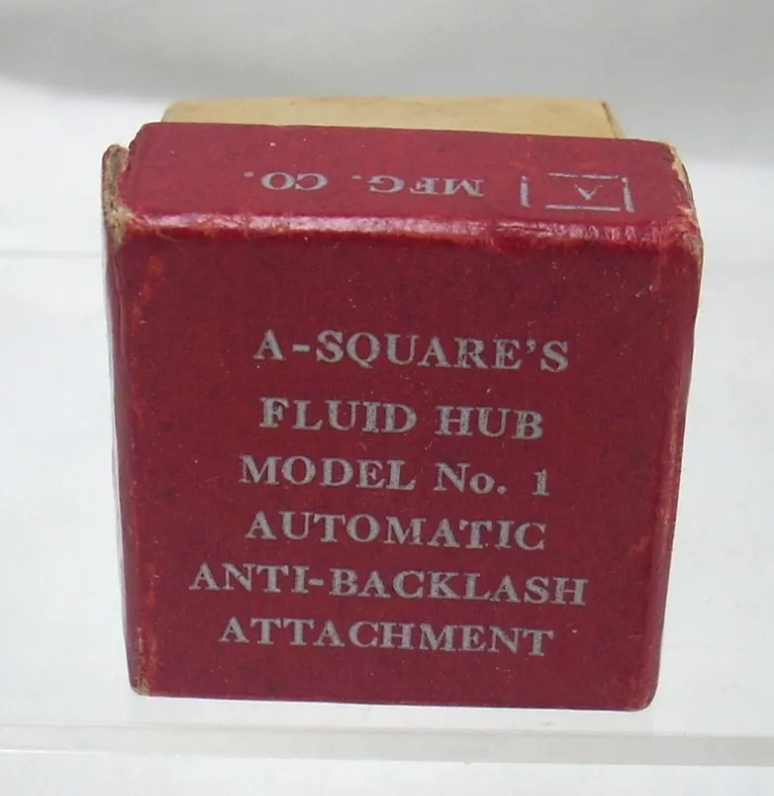 A MFG. CO.
A-SQUARE'S
FLUID HUB
MODEL No. 1
AUTOMATIC
ANTI-BACKLASH
ATTACHMENT